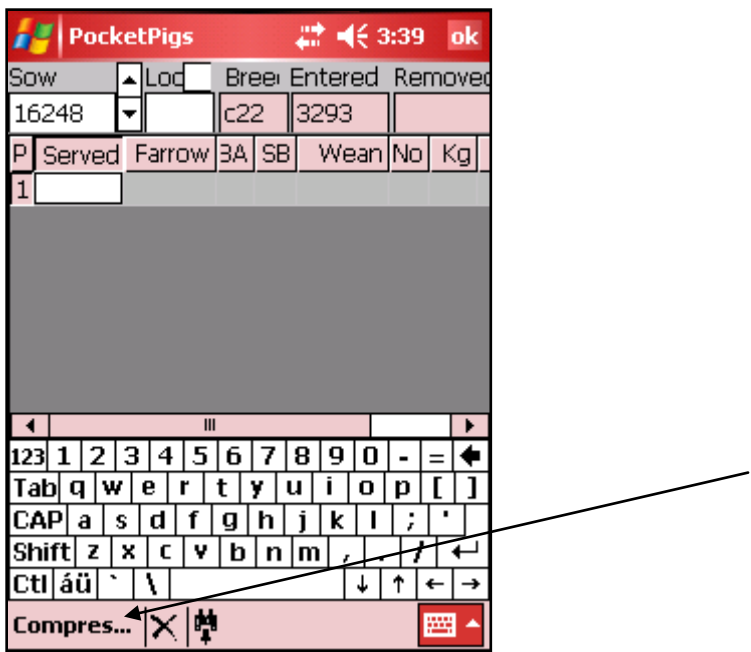 PocketPigs 3:39 ok
Sow Loc Bree Entered Removed
16248 c22 3293
P Served Farrow BA SB Wean No Kg
1
123 1 2 3 4 5 6 7 8 9 0 - =
Tab q w e r t y u i o p [ ]
CAP a s d f g h j k l ; '
Shift z x c v b n m , . /
Ctl áü ` \
Compres...